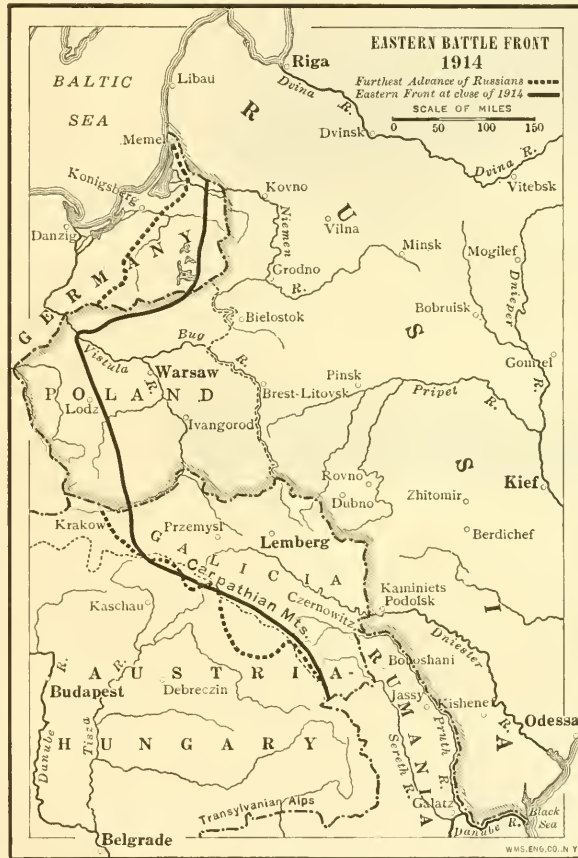 EASTERN BATTLE FRONT
1914
Furthest Advance of Russians
Eastern Front at close of 1914
SCALE OF MILES
0 50 100 150
BALTIC
SEA
Riga
Libau
Dvina R.
Memel
Dvinsk
Dvina R.
Vitebsk
Konigsberg
Kovno
Danzig
Niemen
R.
Vilna
Minsk
Mogilef
Grodno
Dnieper
R.
GERMANY
RUSSIA
Bielostok
Bobruisk
Gomel
Vistula
R.
Bug
R.
Warsaw
POLAND
Lodz
Brest-Litovsk
Pinsk
Pripet R.
Ivangorod
Kief
Rovno
Dubno
Zhitomir
Berdichef
Krakow
Przemysl
Lemberg
GALICIA
Carpathian Mts.
Czernowitz
Kaminiets
Podolsk
Kaschau
Dniester
R.
AUSTRIA-
HUNGARY
Budapest
Debreczin
Danube R.
Tisza R.
RUMANIA
Jassy
Kishenef
Odessa
Pruth R.
Sereth R.
Galatz
Transylvanian Alps
Belgrade
Danube R.
Black
Sea
WMS.ENG.CO.,N.Y.